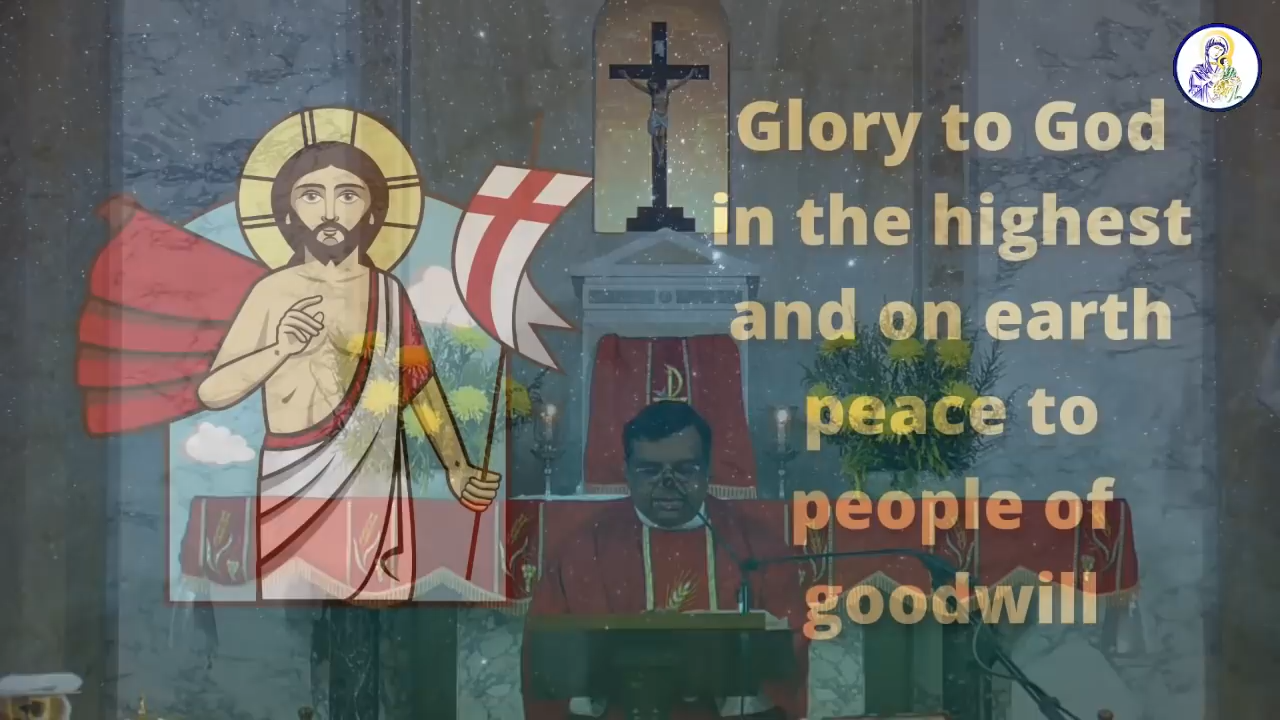 Glory to God
in the highest
and on earth
peace to
people of
goodwill